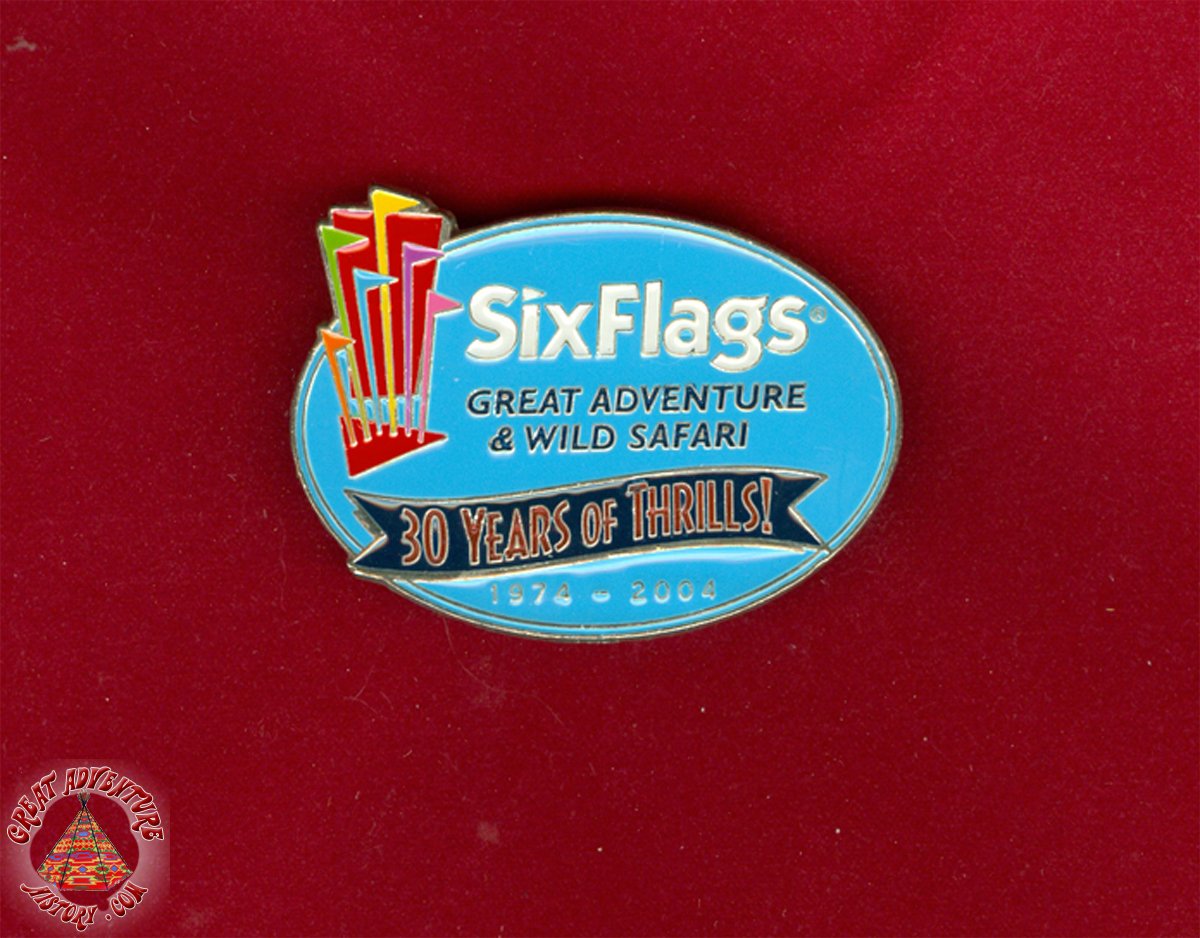 SixFlags®
GREAT ADVENTURE
& WILD SAFARI
30 YEARS OF THRILLS!
1974 - 2004
GREAT ADVENTURE
HISTORY.COM